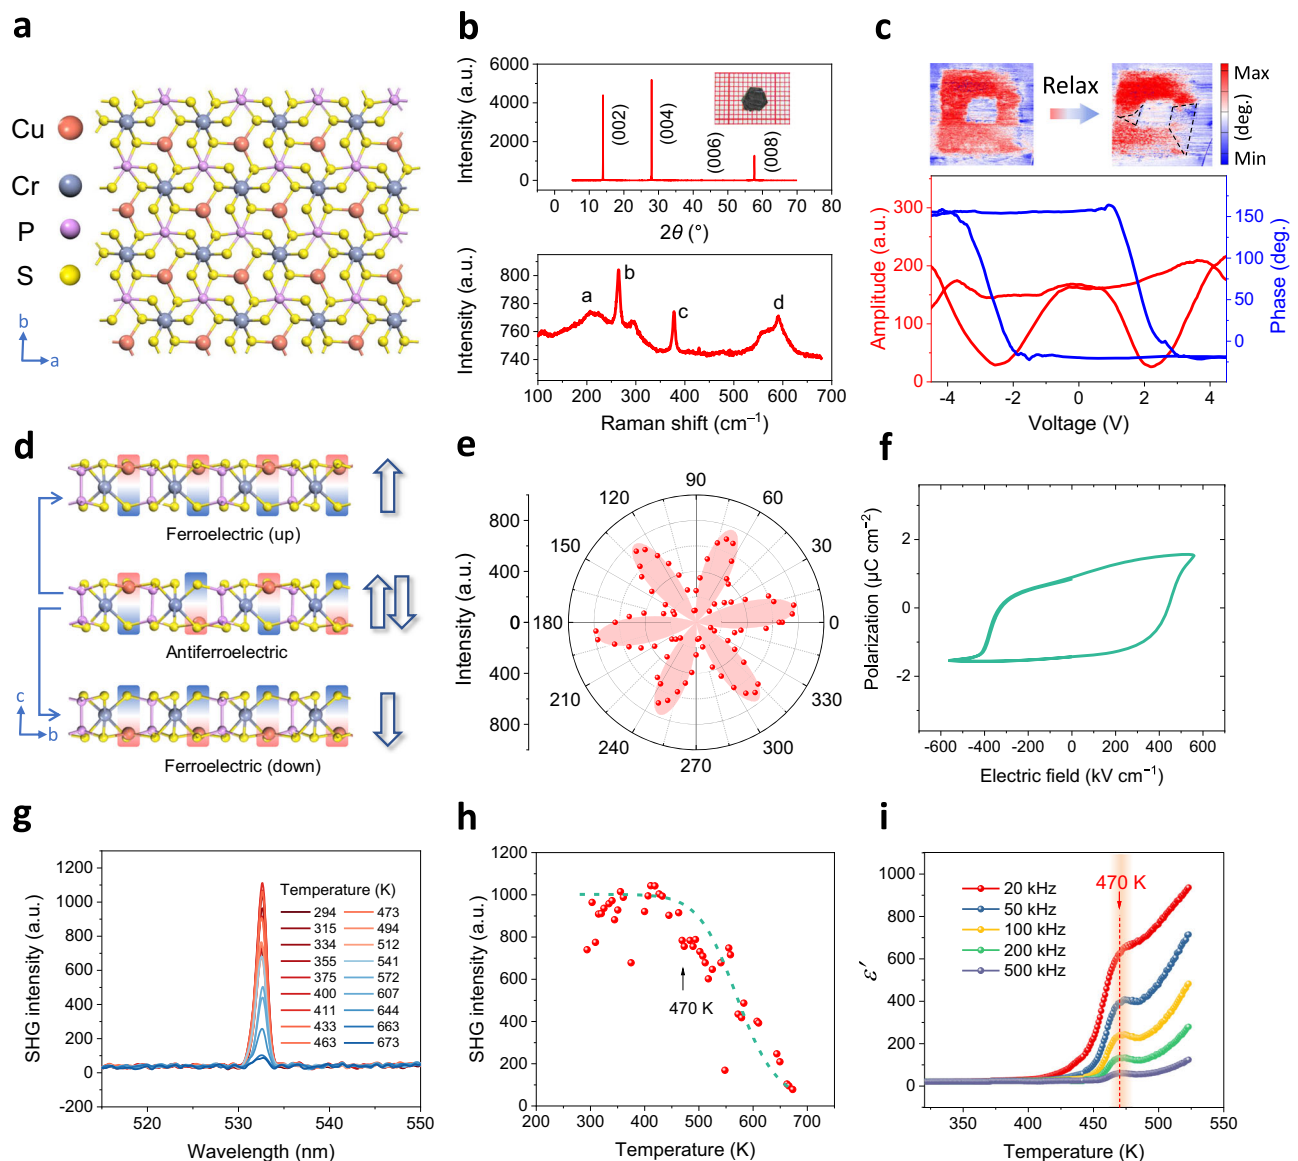 a
Cu
Cr
P
S
b
a
b
Intensity (a.u.)
6000
4000
2000
0
(002)
(004)
(006)
(008)
0 10 20 30 40 50 60 70 80
2θ (°)
Intensity (a.u.)
800
780
760
740
a
b
c
d
100 200 300 400 500 600 700
Raman shift (cm⁻¹)
c
Relax
Max
(deg.)
Min
Amplitude (a.u.)
300
200
100
0
150
100
50
0
Phase (deg.)
-4 -2 0 2 4
Voltage (V)
d
Ferroelectric (up)
Antiferroelectric
Ferroelectric (down)
c
b
e
Intensity (a.u.)
800
400
0
400
800
90
60
30
0
330
300
270
240
210
180
150
120
f
Polarization (µC cm⁻²)
2
0
-2
-600 -400 -200 0 200 400 600
Electric field (kV cm⁻¹)
g
SHG intensity (a.u.)
1200
1000
800
600
400
200
0
-200
Temperature (K)
294 473
315 494
334 512
355 541
375 572
400 607
411 644
433 663
463 673
520 530 540 550
Wavelength (nm)
h
SHG intensity (a.u.)
1200
1000
800
600
400
200
0
470 K
200 300 400 500 600 700 800
Temperature (K)
i
ε′
1000
800
600
400
200
0
470 K
20 kHz
50 kHz
100 kHz
200 kHz
500 kHz
350 400 450 500 550
Temperature (K)